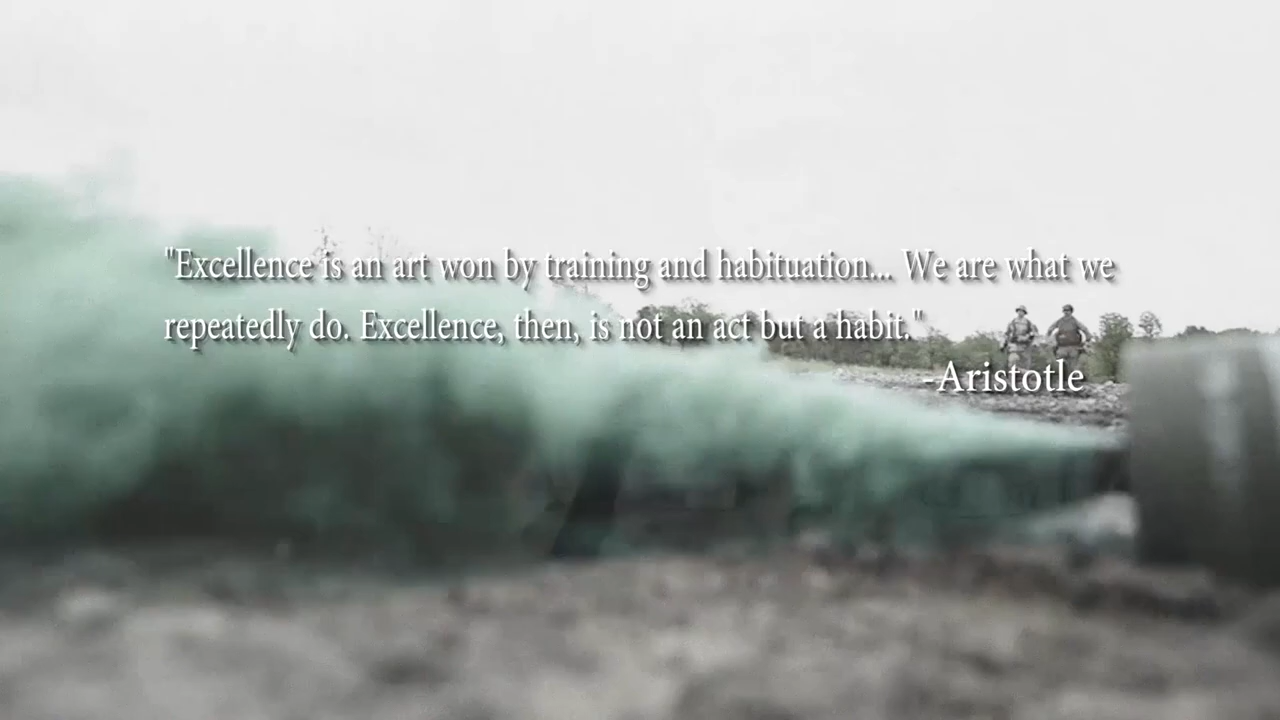 "Excellence is an art won by training and habituation... We are what we
repeatedly do. Excellence, then, is not an act but a habit."
-Aristotle